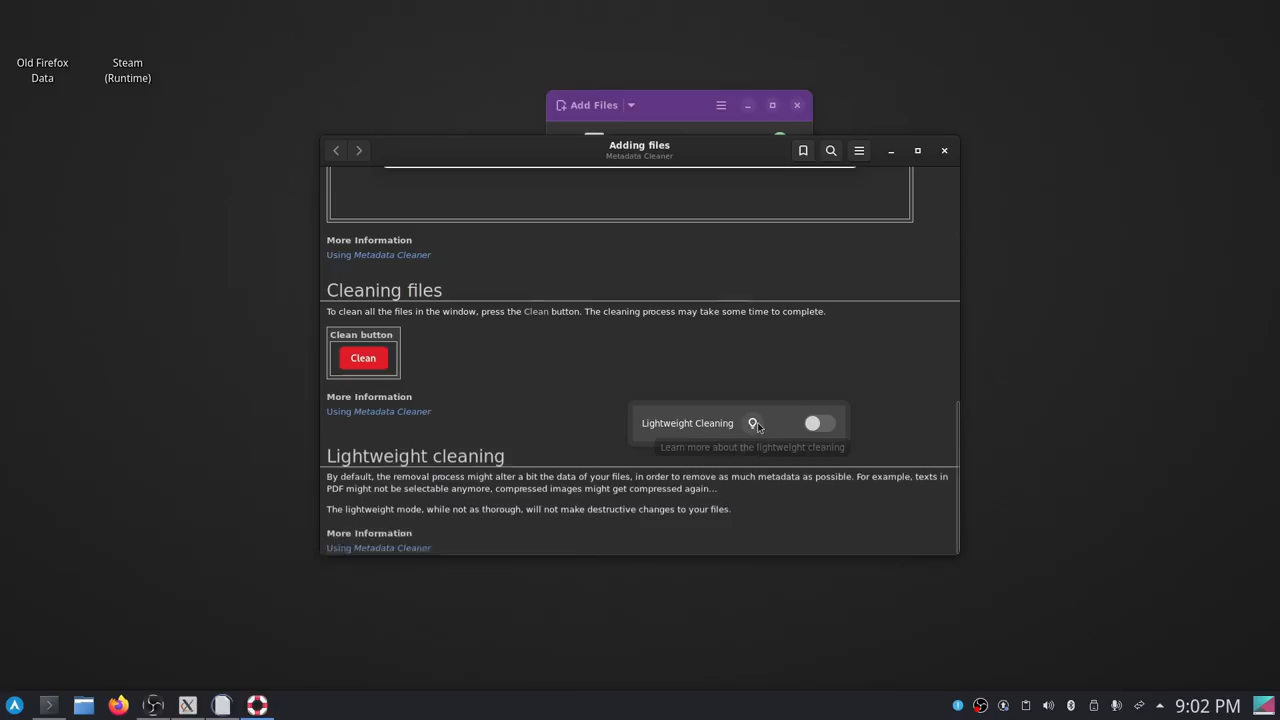 Old Firefox
Data
Steam
(Runtime)
Add Files
Adding files
Metadata Cleaner
More Information
Using Metadata Cleaner
Cleaning files
To clean all the files in the window, press the Clean button. The cleaning process may take some time to complete.
Clean button
Clean
More Information
Using Metadata Cleaner
Lightweight Cleaning
Learn more about the lightweight cleaning
Lightweight cleaning
By default, the removal process might alter a bit the data of your files, in order to remove as much metadata as possible. For example, texts in
PDF might not be selectable anymore, compressed images might get compressed again...
The lightweight mode, while not as thorough, will not make destructive changes to your files.
More Information
Using Metadata Cleaner
9:02 PM